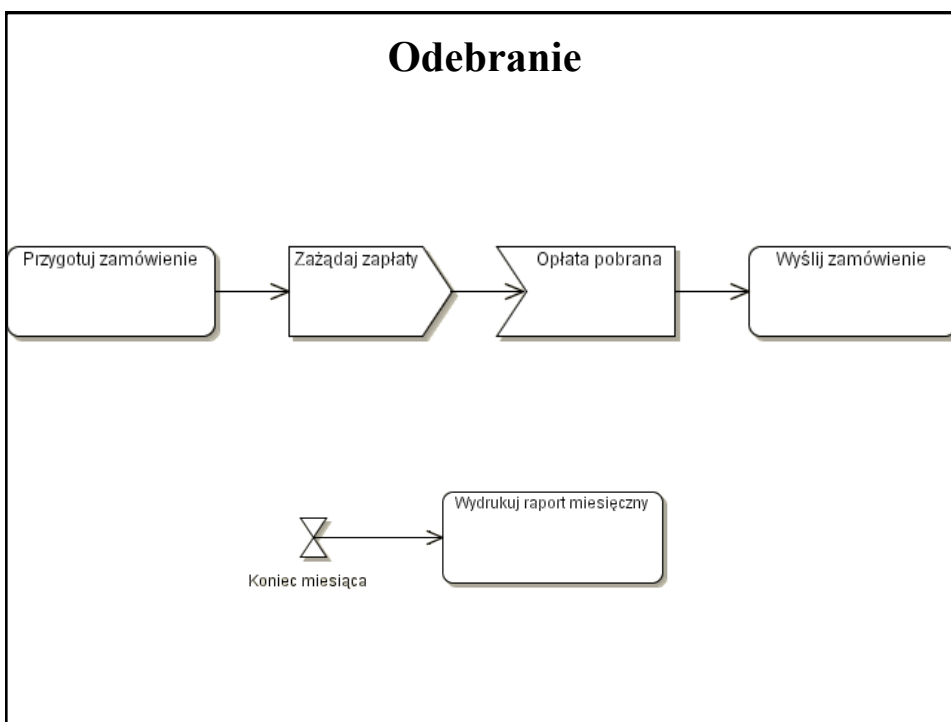 Odebranie
Przygotuj zamówienie
Zażądaj zapłaty
Opłata pobrana
Wyślij zamówienie
Wydrukuj raport miesięczny
Koniec miesiąca